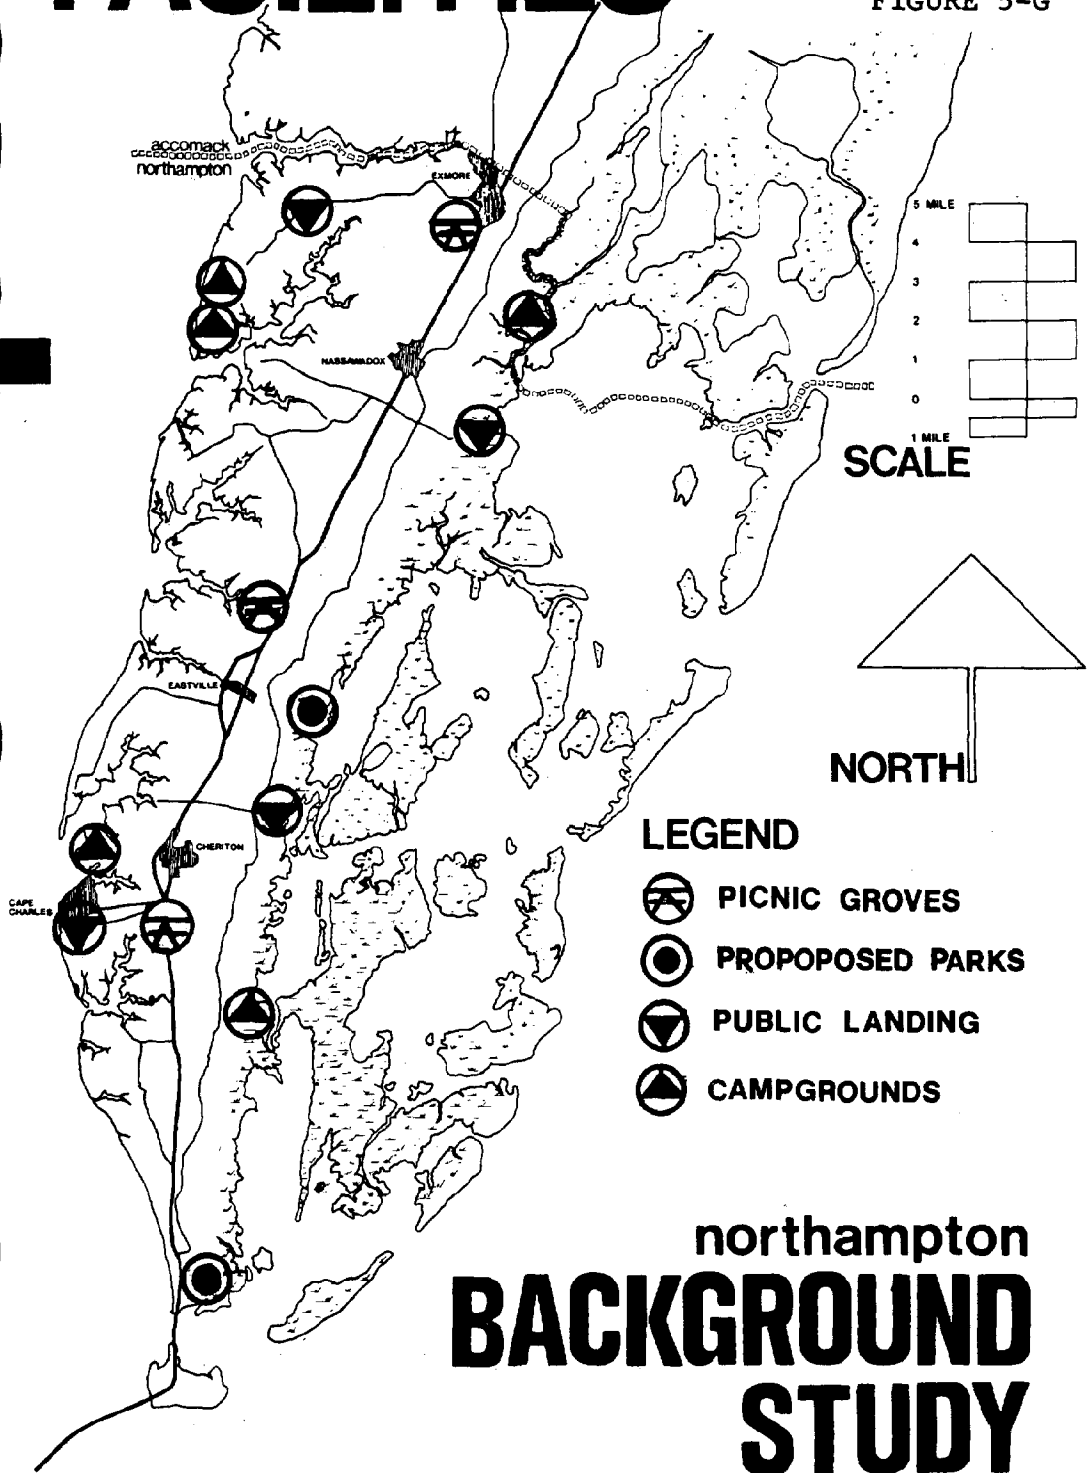 FACILITIES
FIGURE 5-G
accomack
northampton
EXMORE
5 MILE
4
3
2
1
0
1 MILE
SCALE
NASSAWADOX
EASTVILLE
NORTH
LEGEND
CHERITON
PICNIC GROVES
CAPE
CHARLES
PROPOPOSED PARKS
PUBLIC LANDING
CAMPGROUNDS
northampton
BACKGROUND
STUDY